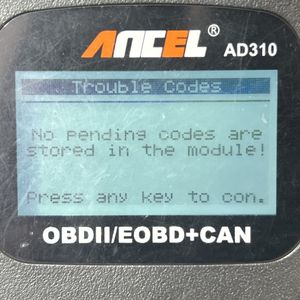 ANCEL® AD310
Trouble Codes
No pending codes are
stored in the module!
Press any key to con.
OBDII/EOBD+CAN